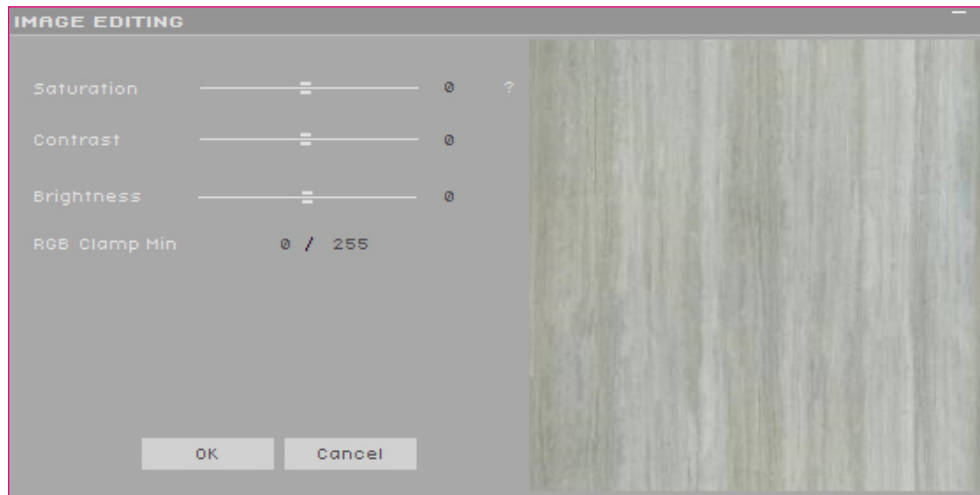 IMAGE EDITING
Saturation 0 ?
Contrast 0
Brightness 0
RGB Clamp Min 0 / 255
OK Cancel